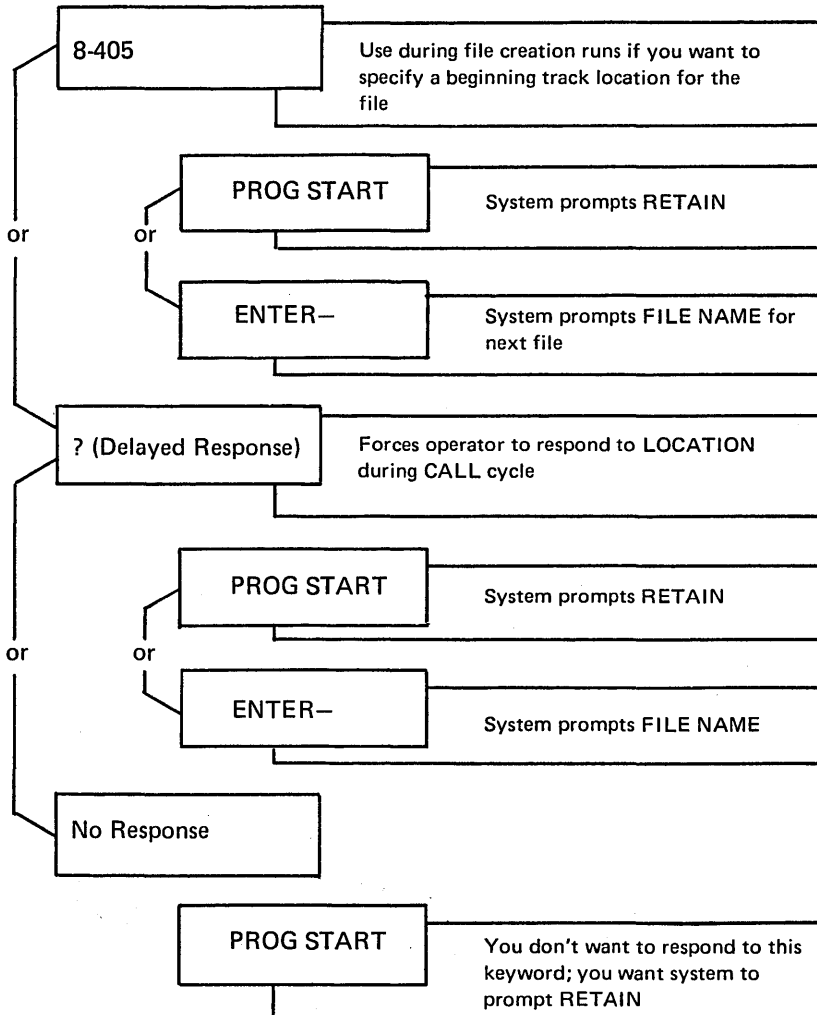 8-405
Use during file creation runs if you want to
specify a beginning track location for the
file
PROG START
System prompts RETAIN
or
or
ENTER—
System prompts FILE NAME for
next file
? (Delayed Response)
Forces operator to respond to LOCATION
during CALL cycle
PROG START
System prompts RETAIN
or
or
ENTER—
System prompts FILE NAME
No Response
PROG START
You don't want to respond to this
keyword; you want system to
prompt RETAIN